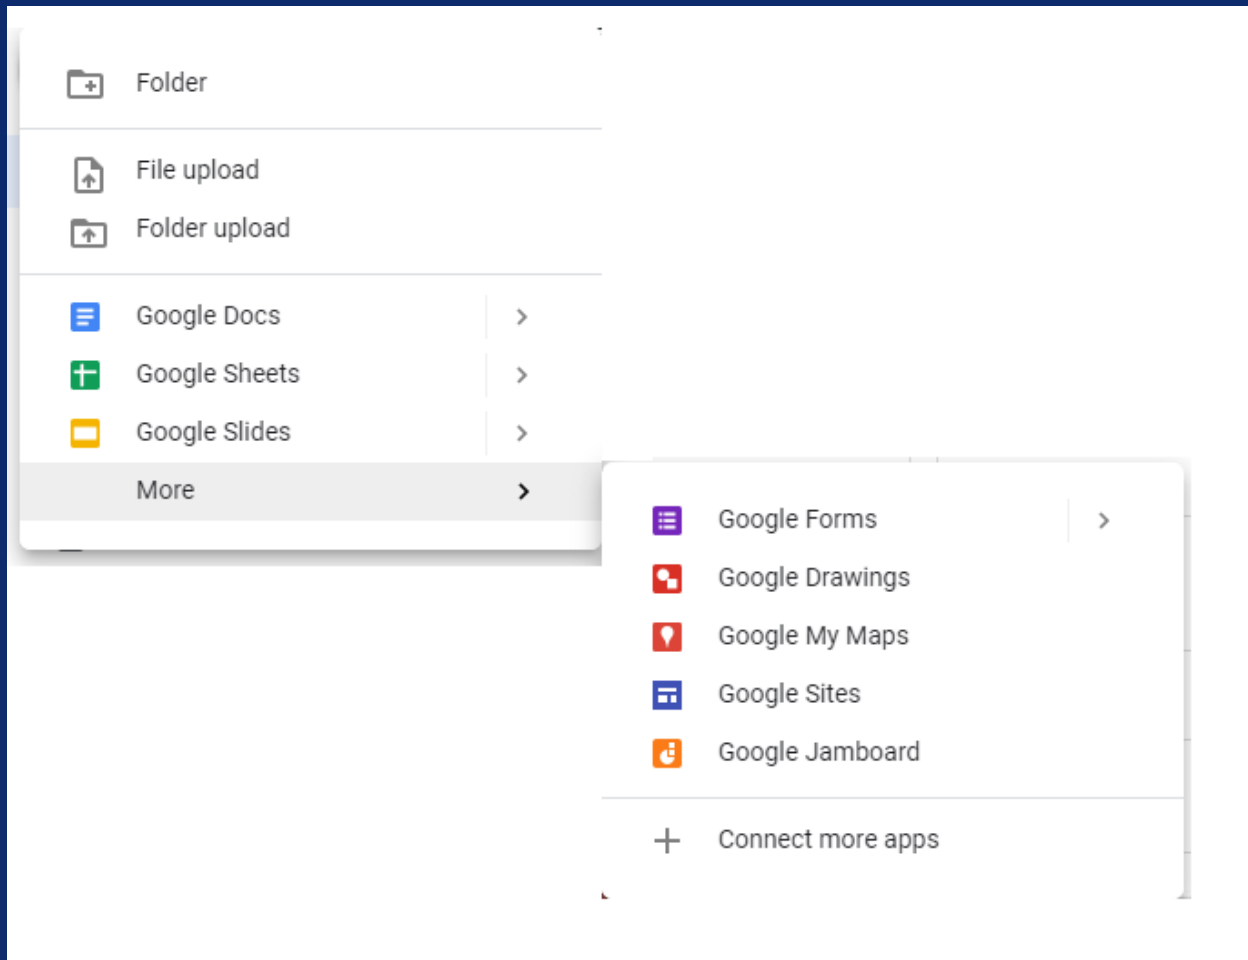 Folder
File upload
Folder upload
Google Docs
Google Sheets
Google Slides
More
Google Forms
Google Drawings
Google My Maps
Google Sites
Google Jamboard
Connect more apps